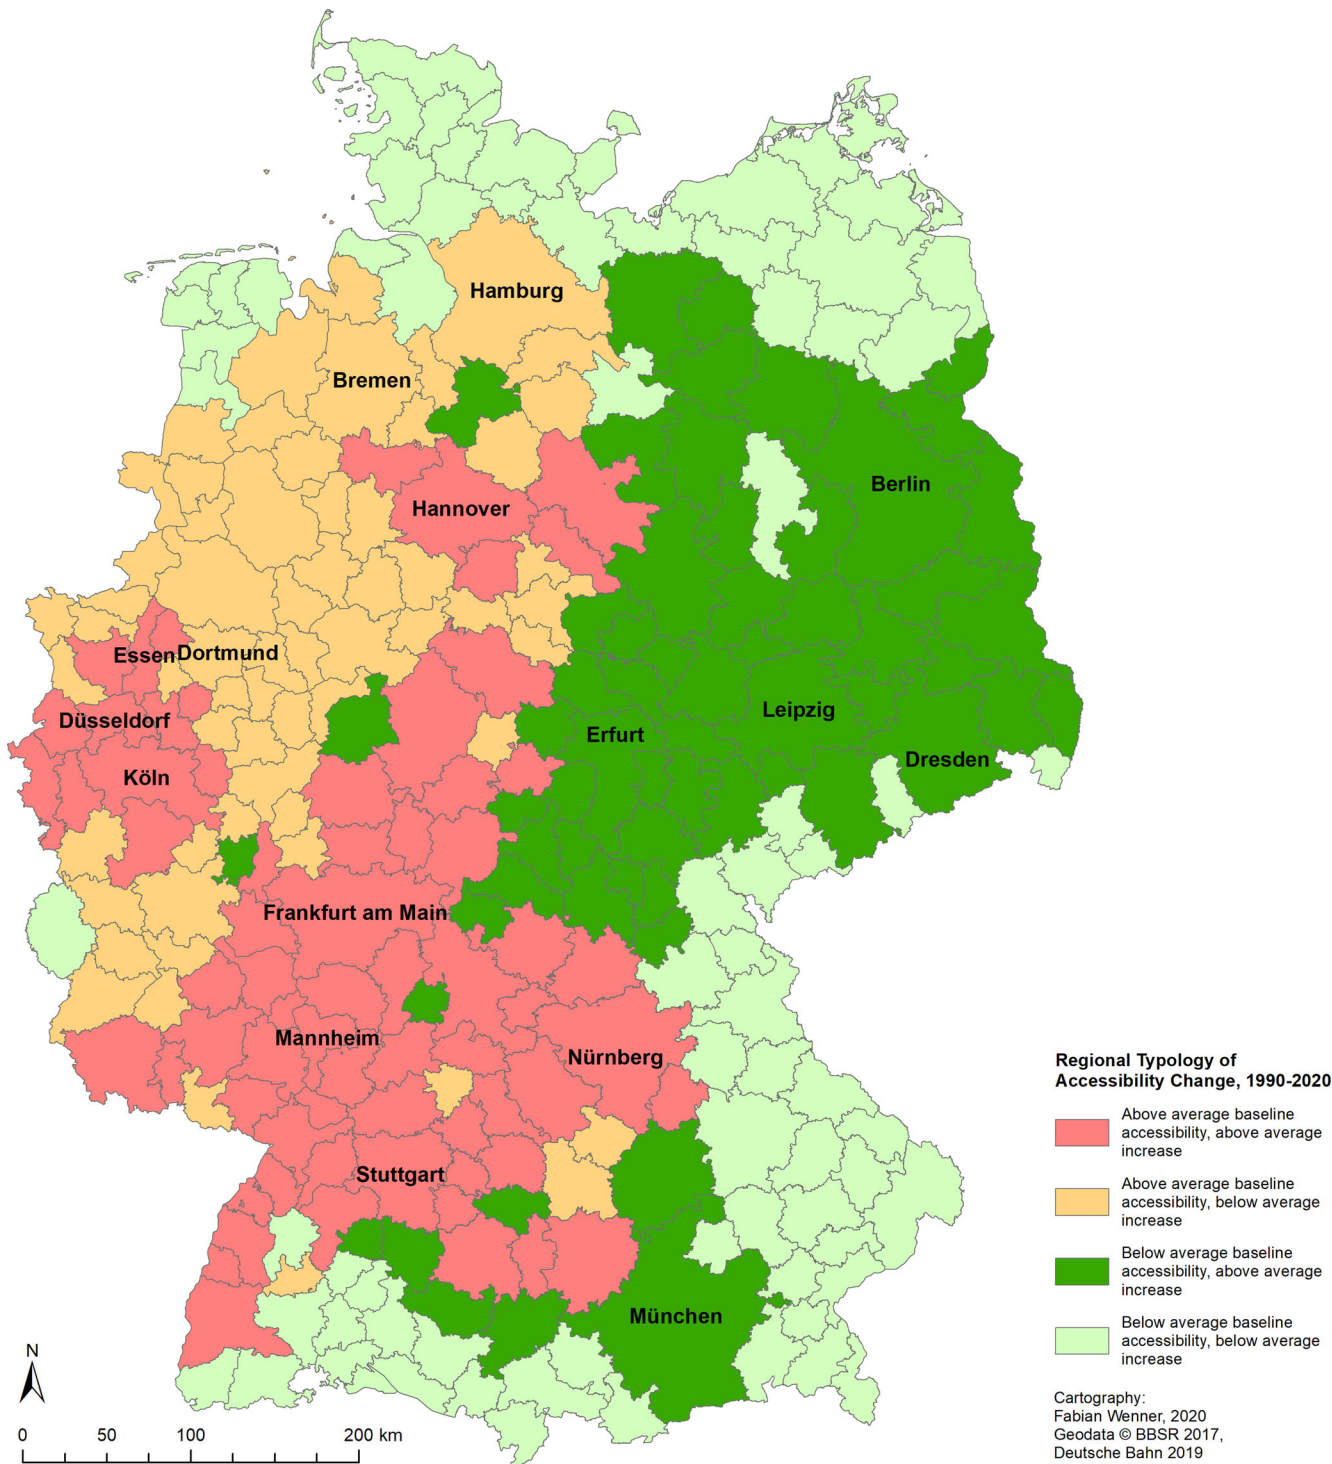 Hamburg
Bremen
Berlin
Hannover
Essen
Dortmund
Düsseldorf
Leipzig
Erfurt
Dresden
Köln
Frankfurt am Main
Mannheim
Nürnberg
Stuttgart
München
Regional Typology of
Accessibility Change, 1990-2020
Above average baseline
accessibility, above average
increase
Above average baseline
accessibility, below average
increase
Below average baseline
accessibility, above average
increase
Below average baseline
accessibility, below average
increase
Cartography:
Fabian Wenner, 2020
Geodata © BBSR 2017,
Deutsche Bahn 2019
N
0 50 100 200 km